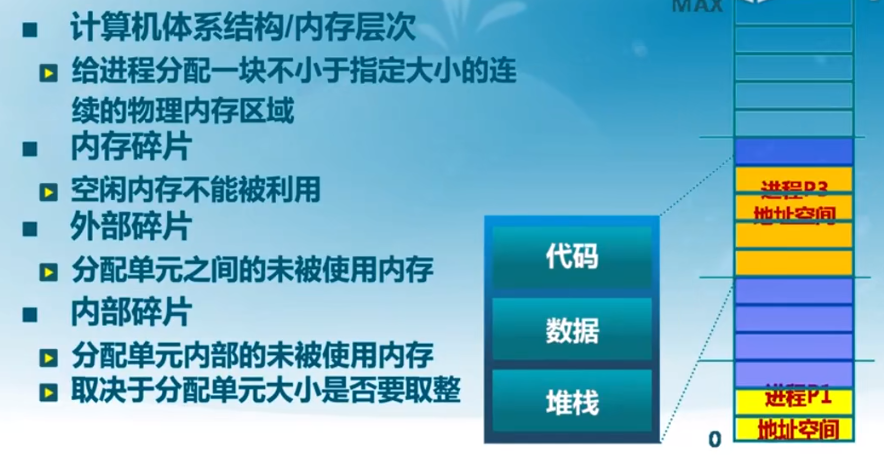 计算机体系结构/内存层次
给进程分配一块不小于指定大小的连
续的物理内存区域
内存碎片
空闲内存不能被利用
外部碎片
分配单元之间的未被使用内存
内部碎片
分配单元内部的未被使用内存
取决于分配单元大小是否要取整
代码
数据
堆栈
MAX
进程P3
地址空间
进程P1
地址空间
0